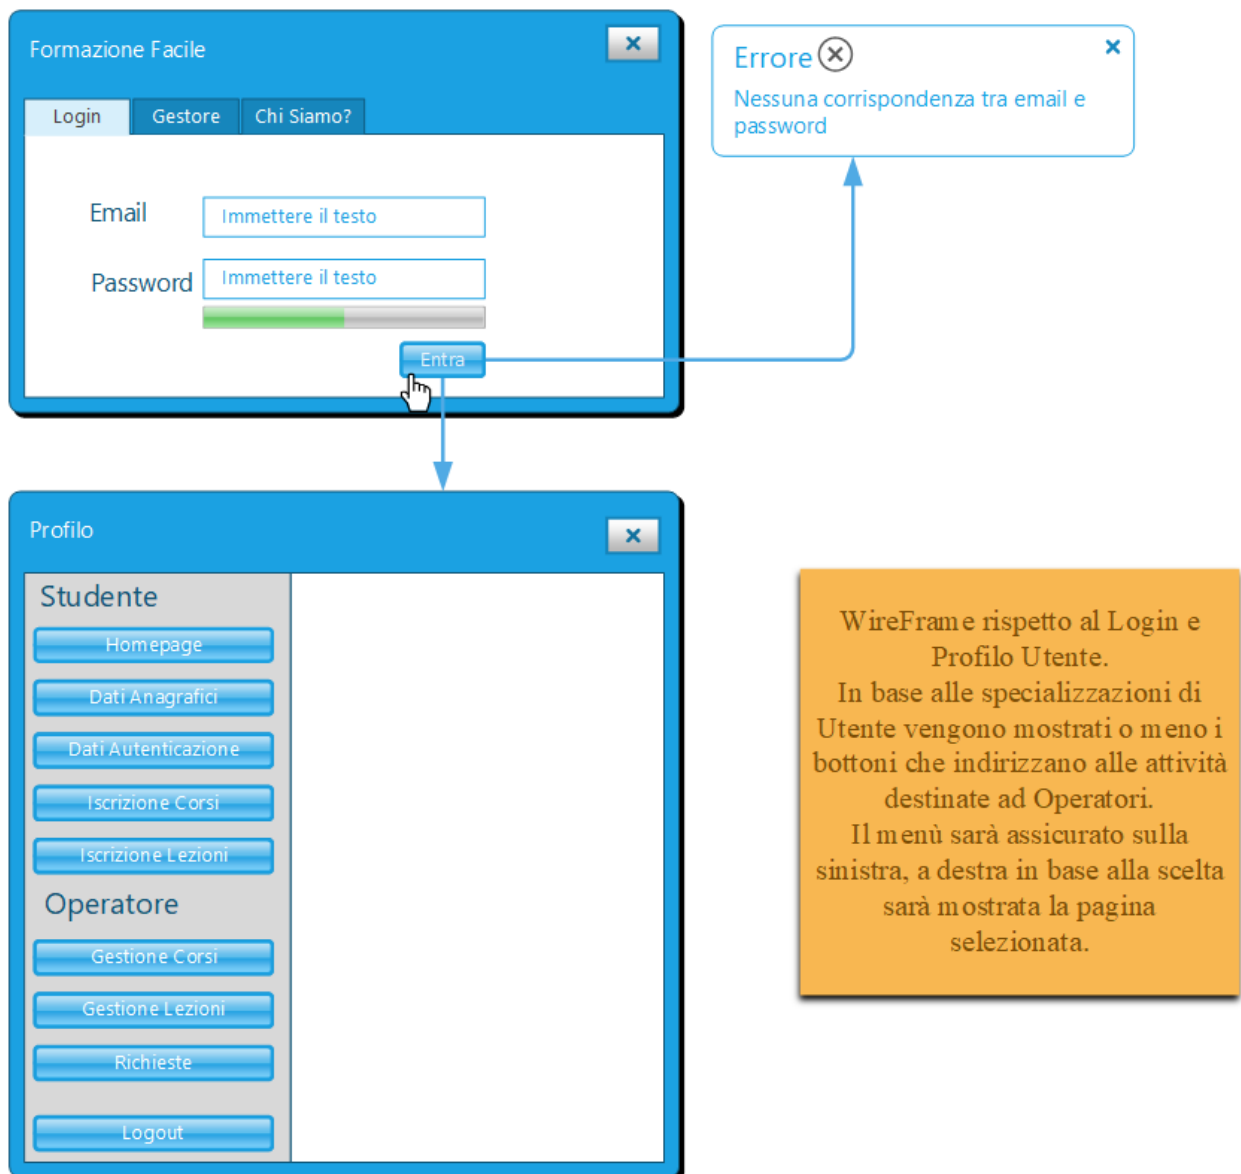 Formazione Facile
Login
Gestore
Chi Siamo?
Email
Immettere il testo
Password
Immettere il testo
Entra
Errore
Nessuna corrispondenza tra email e
password
Profilo
Studente
Homepage
Dati Anagrafici
Dati Autenticazione
Iscrizione Corsi
Iscrizione Lezioni
Operatore
Gestione Corsi
Gestione Lezioni
Richieste
Logout
WireFrame rispetto al Login e
Profilo Utente.
In base alle specializzazioni di
Utente vengono mostrati o meno i
bottoni che indirizzano alle attività
destinate ad Operatori.
Il menù sarà assicurato sulla
sinistra, a destra in base alla scelta
sarà mostrata la pagina
selezionata.